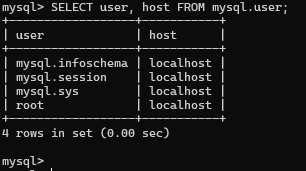 mysql> SELECT user, host FROM mysql.user;
+------------------+-----------+
| user             | host      |
+------------------+-----------+
| mysql.infoschema | localhost |
| mysql.session    | localhost |
| mysql.sys        | localhost |
| root             | localhost |
+------------------+-----------+
4 rows in set (0.00 sec)
mysql>